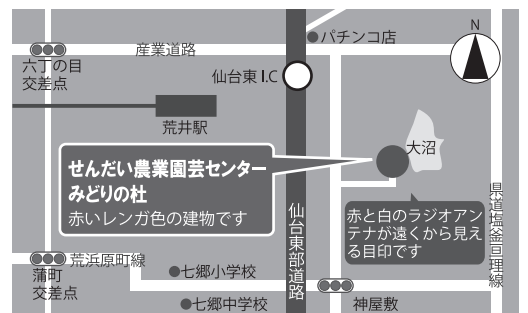 N
パチンコ店
産業道路
六丁の目
交差点
仙台東I.C
荒井駅
大沼
せんだい農業園芸センター
みどりの杜
赤いレンガ色の建物です
赤と白のラジオアン
テナが遠くから見え
る目印です
仙台東部道路
県道塩釜亘理線
荒浜原町線
蒲町
交差点
七郷小学校
七郷中学校
神屋敷